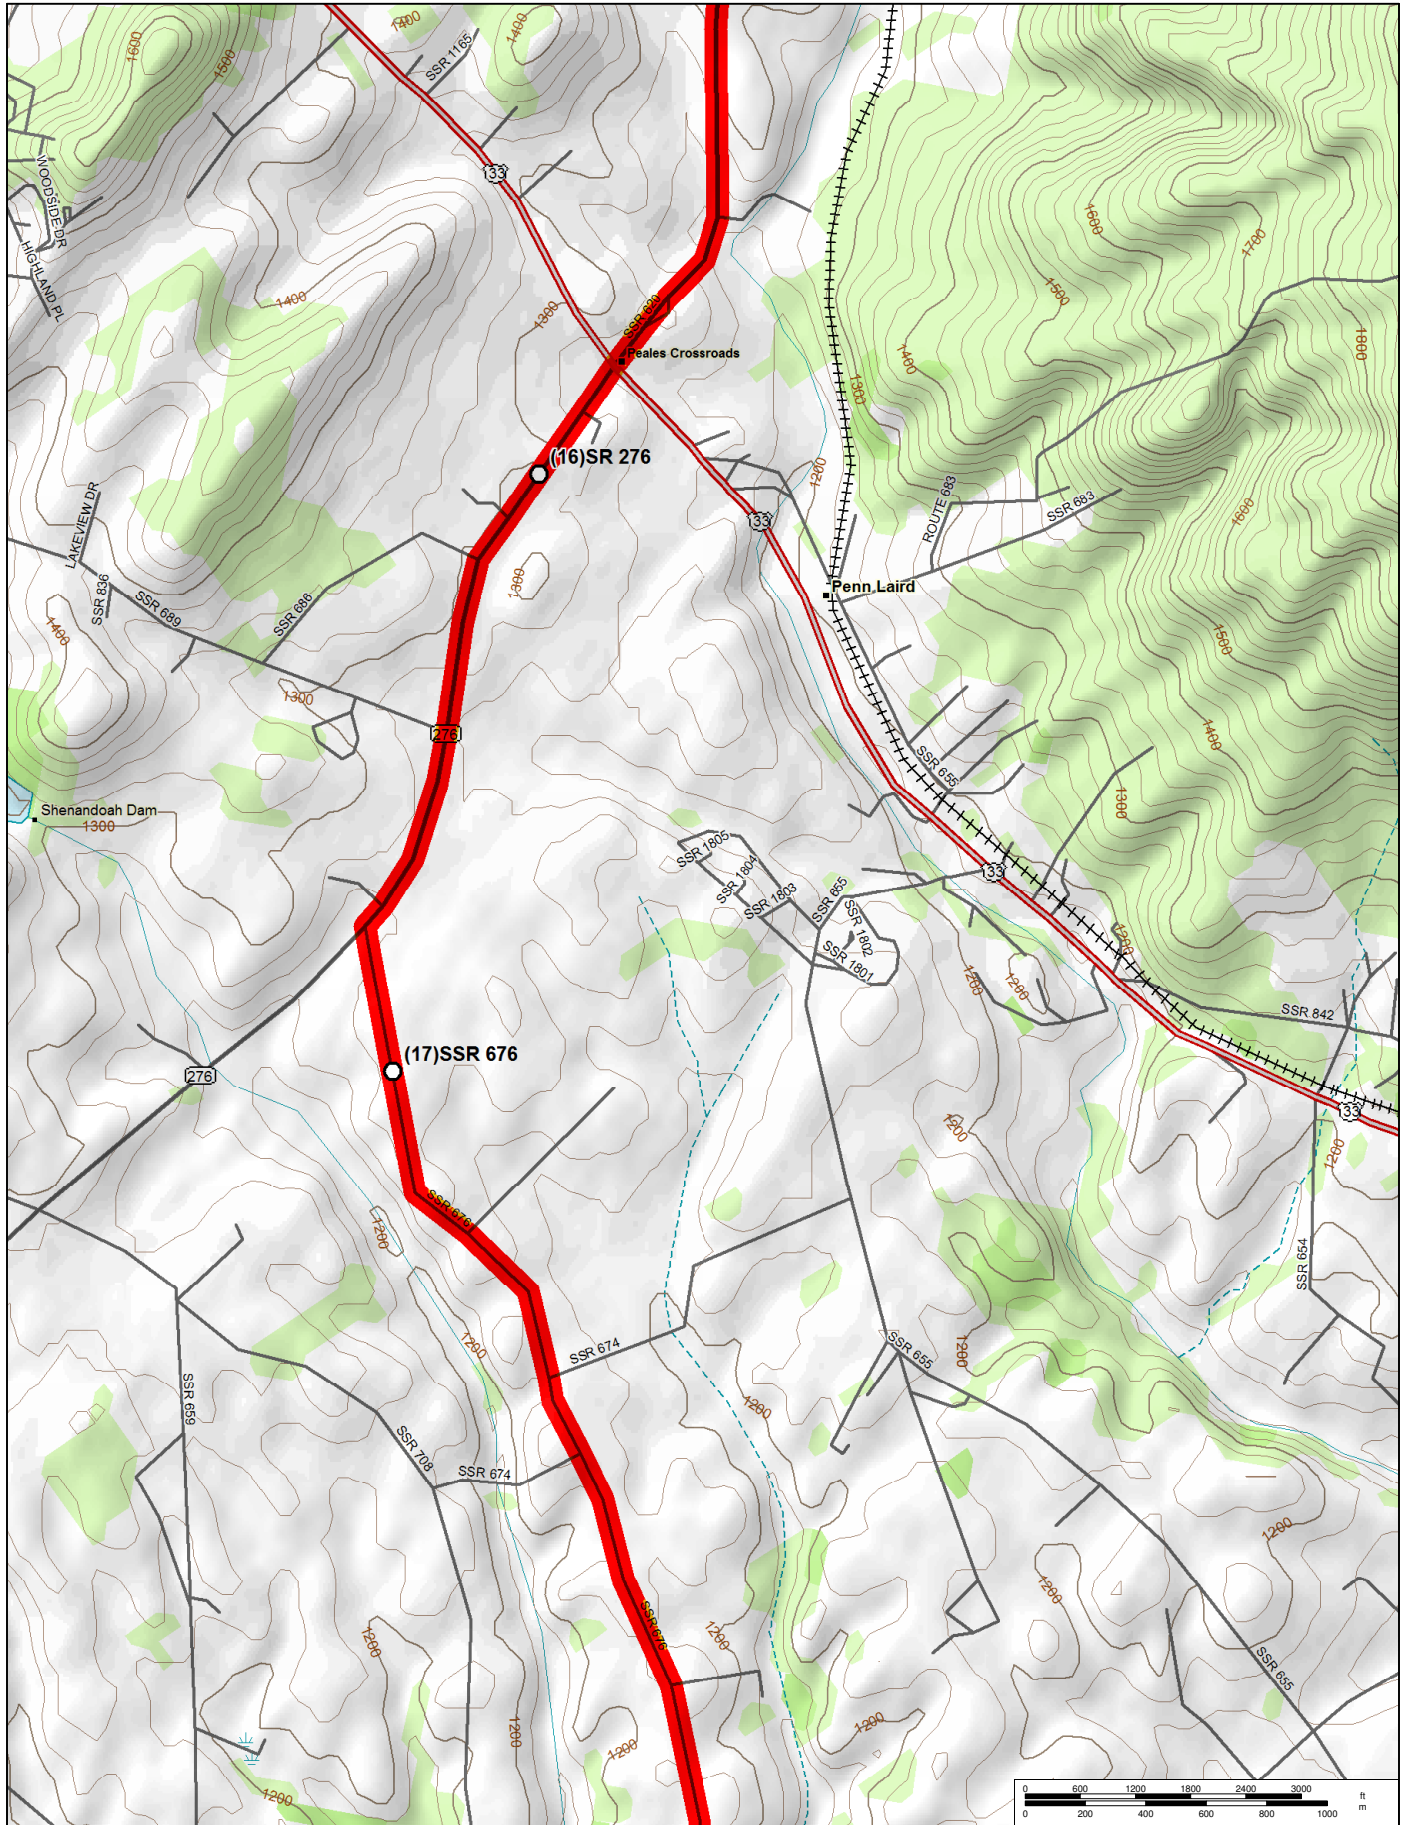 1400
1400
1600
1500
SSR 1165
33
WOODSIDE DR
HIGHLAND PL
1600
1700
1500
1400
1300
SSR 620
Peales Crossroads
1400
1300
1800
(16)SR 276
1200
ROUTE 683
SSR 683
1600
33
LAKEVIEW DR
SSR 836
SSR 689
SSR 686
1300
Penn Laird
1400
1500
1300
276
1400
SSR 655
1300
Shenandoah Dam
1300
SSR 1805
SSR 1804
SSR 1803
SSR 655
SSR 1802
SSR 1801
33
1200
1200
1200
SSR 842
(17)SSR 676
276
33
1200
1200
SSR 676
1200
SSR 654
1200
SSR 674
SSR 655
1200
SSR 659
1200
SSR 708
SSR 674
1200
1200
SSR 676
1200
1200
SSR 655
1200
1200
1200
1200
0 600 1200 1800 2400 3000 ft
0 200 400 600 800 1000 m